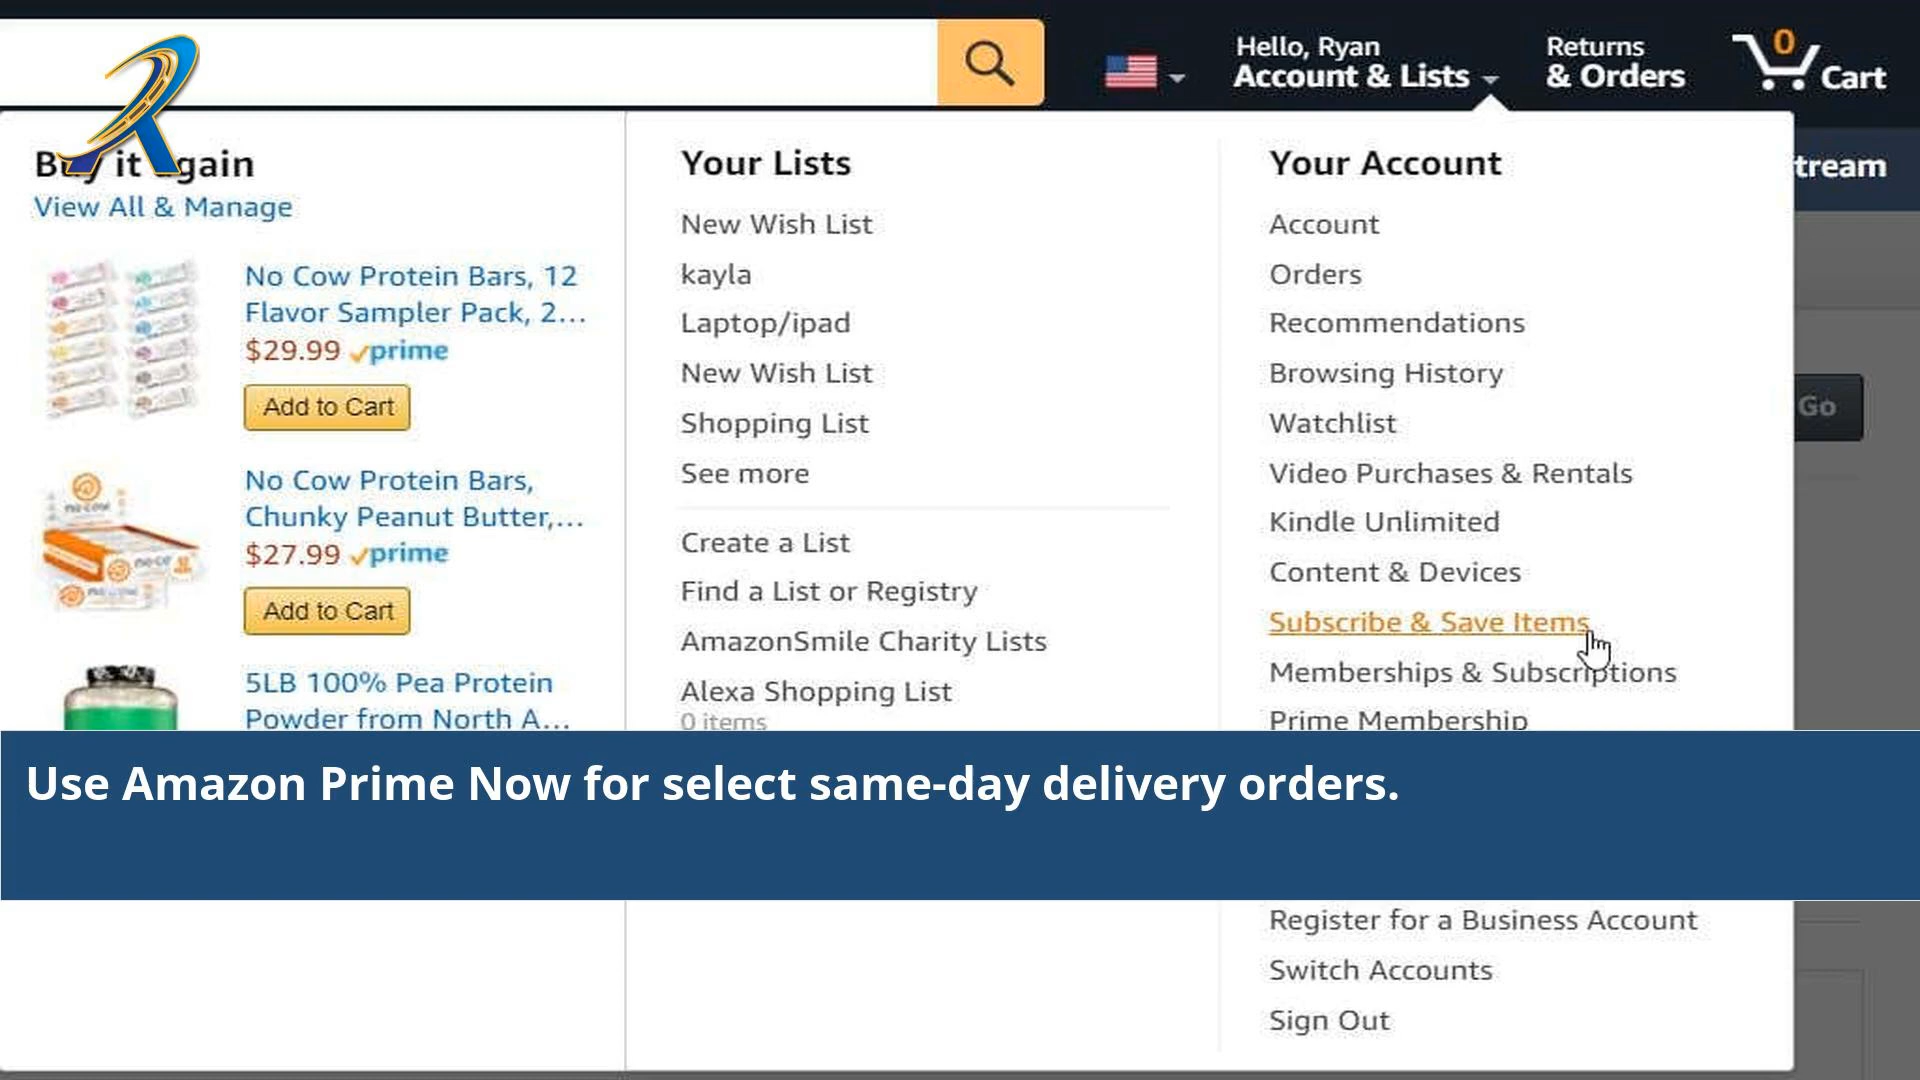 Hello, Ryan
Account & Lists
Returns
& Orders
0
Cart
tream
Go
Buy it Again
View All & Manage
No Cow Protein Bars, 12
Flavor Sampler Pack, 2...
$29.99 prime
Add to Cart
No Cow Protein Bars,
Chunky Peanut Butter,...
$27.99 prime
Add to Cart
5LB 100% Pea Protein
Powder from North A...
Your Lists
New Wish List
kayla
Laptop/ipad
New Wish List
Shopping List
See more
Create a List
Find a List or Registry
AmazonSmile Charity Lists
Alexa Shopping List
0 items
Your Account
Account
Orders
Recommendations
Browsing History
Watchlist
Video Purchases & Rentals
Kindle Unlimited
Content & Devices
Subscribe & Save Items
Memberships & Subscriptions
Prime Membership
Use Amazon Prime Now for select same-day delivery orders.
Register for a Business Account
Switch Accounts
Sign Out